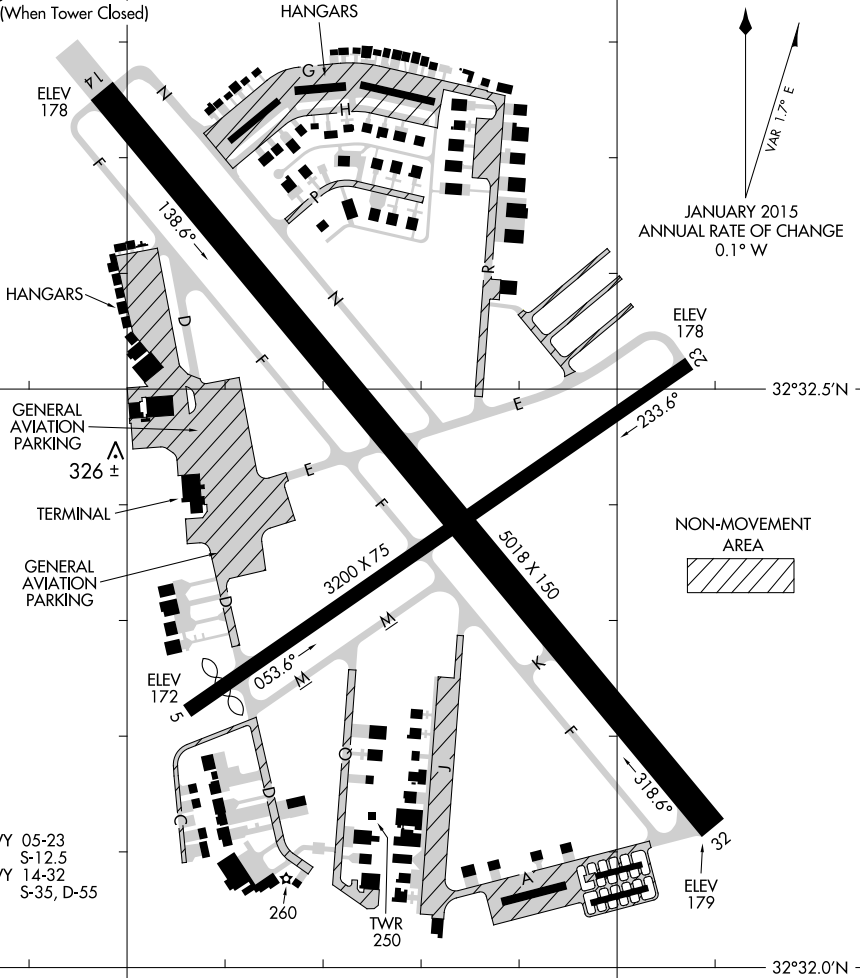 (When Tower Closed)
HANGARS
14
ELEV
178
N
G
H
P
F
138.6°
VAR 1.7° E
JANUARY 2015
ANNUAL RATE OF CHANGE
0.1° W
HANGARS
D
N
R
F
ELEV
178
23
32°32.5'N
E
233.6°
GENERAL
AVIATION
PARKING
326 ±
E
F
TERMINAL
5018 X 150
NON-MOVEMENT
AREA
3200 X 75
GENERAL
AVIATION
PARKING
D
M
K
ELEV
172
053.6°
M
5
F
Q
J
318.6°
D
C
32
VY 05-23
S-12.5
VY 14-32
S-35, D-55
A
ELEV
179
260
TWR
250
32°32.0'N